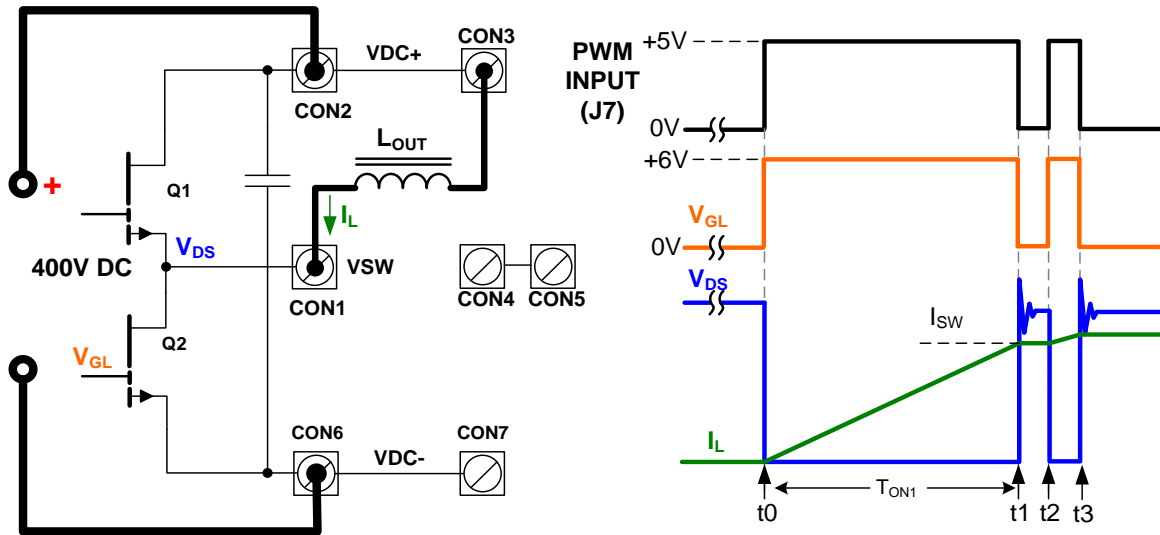 VDC+
CON3
CON2
L_OUT
+
Q1
I_L
V_DS
400V DC
VSW
CON1
CON4
CON5
Q2
V_GL
CON6
CON7
VDC-
PWM
INPUT
(J7)
+5V
0V
+6V
V_GL
0V
V_DS
I_SW
I_L
T_ON1
t0
t1
t2
t3